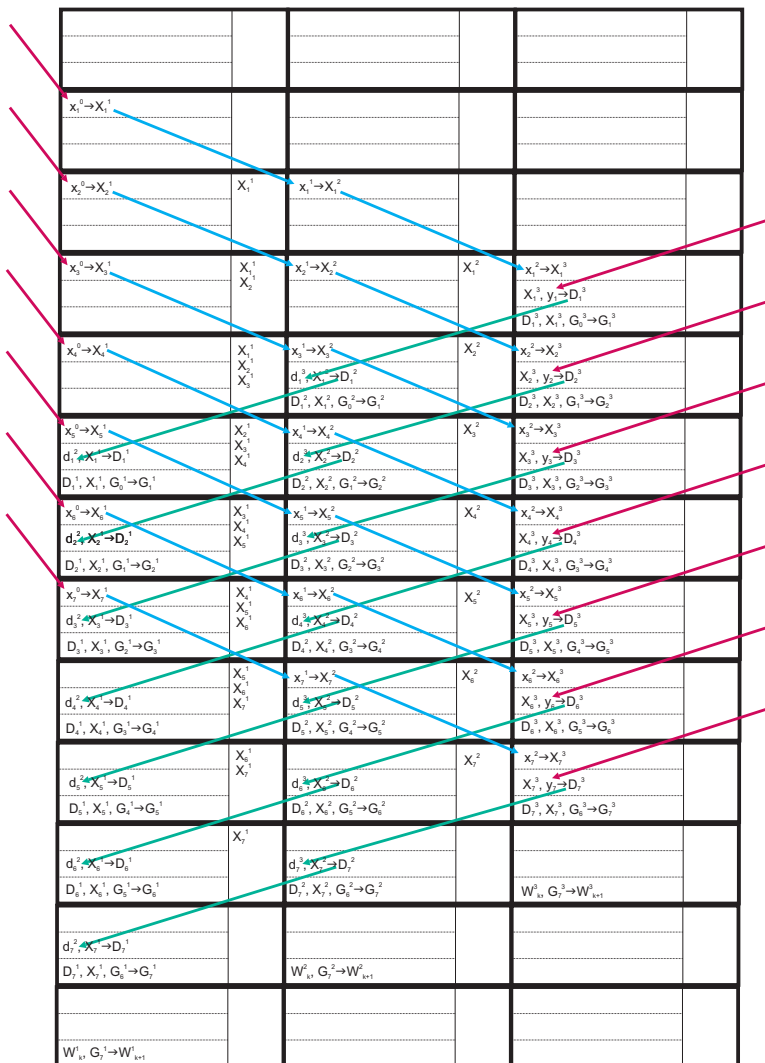 x₁⁰→X₁¹
x₂⁰→X₂¹ X₁¹ x₁¹→X₁²
x₃⁰→X₃¹ X₁¹ x₂¹→X₂² X₁² x₁²→X₁³
X₂¹ X₁³, y₁→D₁³
D₁³, X₁³, G₀³→G₁³
x₄⁰→X₄¹ X₁¹ x₃¹→X₃² X₂² x₂²→X₂³
X₂¹ d₁³, X₁²→D₁² X₂³, y₂→D₂³
X₃¹ D₁², X₁², G₀²→G₁² D₂³, X₂³, G₁³→G₂³
x₅⁰→X₅¹ X₂¹ x₄¹→X₄² X₃² x₃²→X₃³
d₁², X₁¹→D₁¹ X₃¹ d₂³, X₂²→D₂² X₃³, y₃→D₃³
X₄¹
D₁¹, X₁¹, G₀¹→G₁¹ D₂², X₂², G₁²→G₂² D₃³, X₃³, G₂³→G₃³
x₆⁰→X₆¹ X₃¹ x₅¹→X₅² X₄² x₄²→X₄³
d₂², X₂¹→D₂¹ X₄¹ d₃³, X₃²→D₃² X₄³, y₄→D₄³
X₅¹
D₂¹, X₂¹, G₁¹→G₂¹ D₃², X₃², G₂²→G₃² D₄³, X₄³, G₃³→G₄³
x₇⁰→X₇¹ X₄¹ x₆¹→X₆² X₅² x₅²→X₅³
d₃², X₃¹→D₃¹ X₅¹ d₄³, X₄²→D₄² X₅³, y₅→D₅³
X₆¹
D₃¹, X₃¹, G₂¹→G₃¹ D₄², X₄², G₃²→G₄² D₅³, X₅³, G₄³→G₅³
X₅¹ x₇¹→X₇² X₆² x₆²→X₆³
X₆¹
d₄², X₄¹→D₄¹ X₇¹ d₅³, X₅²→D₅² X₆³, y₆→D₆³
D₄¹, X₄¹, G₃¹→G₄¹ D₅², X₅², G₄²→G₅² D₆³, X₆³, G₅³→G₆³
X₆¹ X₇² x₇²→X₇³
X₇¹
d₅², X₅¹→D₅¹ d₆³, X₆²→D₆² X₇³, y₇→D₇³
D₅¹, X₅¹, G₄¹→G₅¹ D₆², X₆², G₅²→G₆² D₇³, X₇³, G₆³→G₇³
X₇¹
d₆², X₆¹→D₆¹ d₇³, X₇²→D₇²
D₆¹, X₆¹, G₅¹→G₆¹ D₇², X₇², G₆²→G₇² W³ₖ, G₇³→W³ₖ₊₁
d₇², X₇¹→D₇¹
D₇¹, X₇¹, G₆¹→G₇¹ W²ₖ, G₇²→W²ₖ₊₁
W¹ₖ, G₇¹→W¹ₖ₊₁